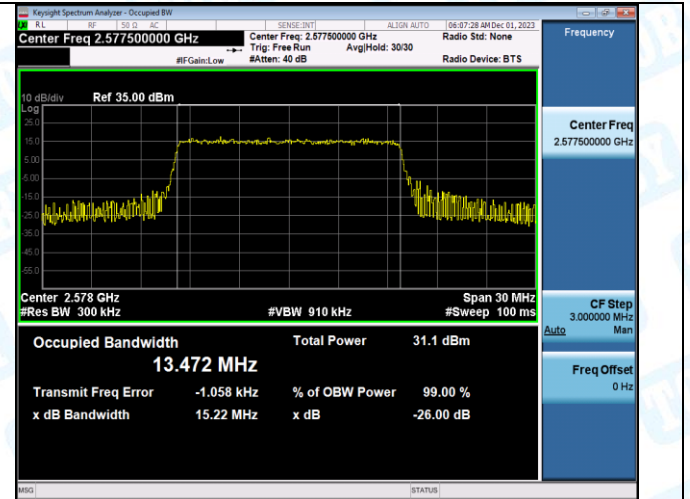 Keysight Spectrum Analyzer - Occupied BW
RL RF 50 Ω AC SENSE:INT ALIGN AUTO 06:07:28 AM Dec 01, 2023
Center Freq 2.577500000 GHz
Center Freq: 2.577500000 GHz
Radio Std: None
Trig: Free Run Avg|Hold: 30/30
#IFGain:Low
#Atten: 40 dB
Radio Device: BTS
Frequency
10 dB/div Ref 35.00 dBm
Log
25.0
15.0
5.00
-5.00
-15.0
-25.0
-35.0
-45.0
-55.0
Center 2.578 GHz
Span 30 MHz
#Res BW 300 kHz
#VBW 910 kHz
#Sweep 100 ms
Occupied Bandwidth
13.472 MHz
Total Power 31.1 dBm
Transmit Freq Error -1.058 kHz
% of OBW Power 99.00 %
x dB Bandwidth 15.22 MHz
x dB -26.00 dB
Center Freq
2.577500000 GHz
CF Step
3.000000 MHz
Auto Man
Freq Offset
0 Hz
MSG
STATUS